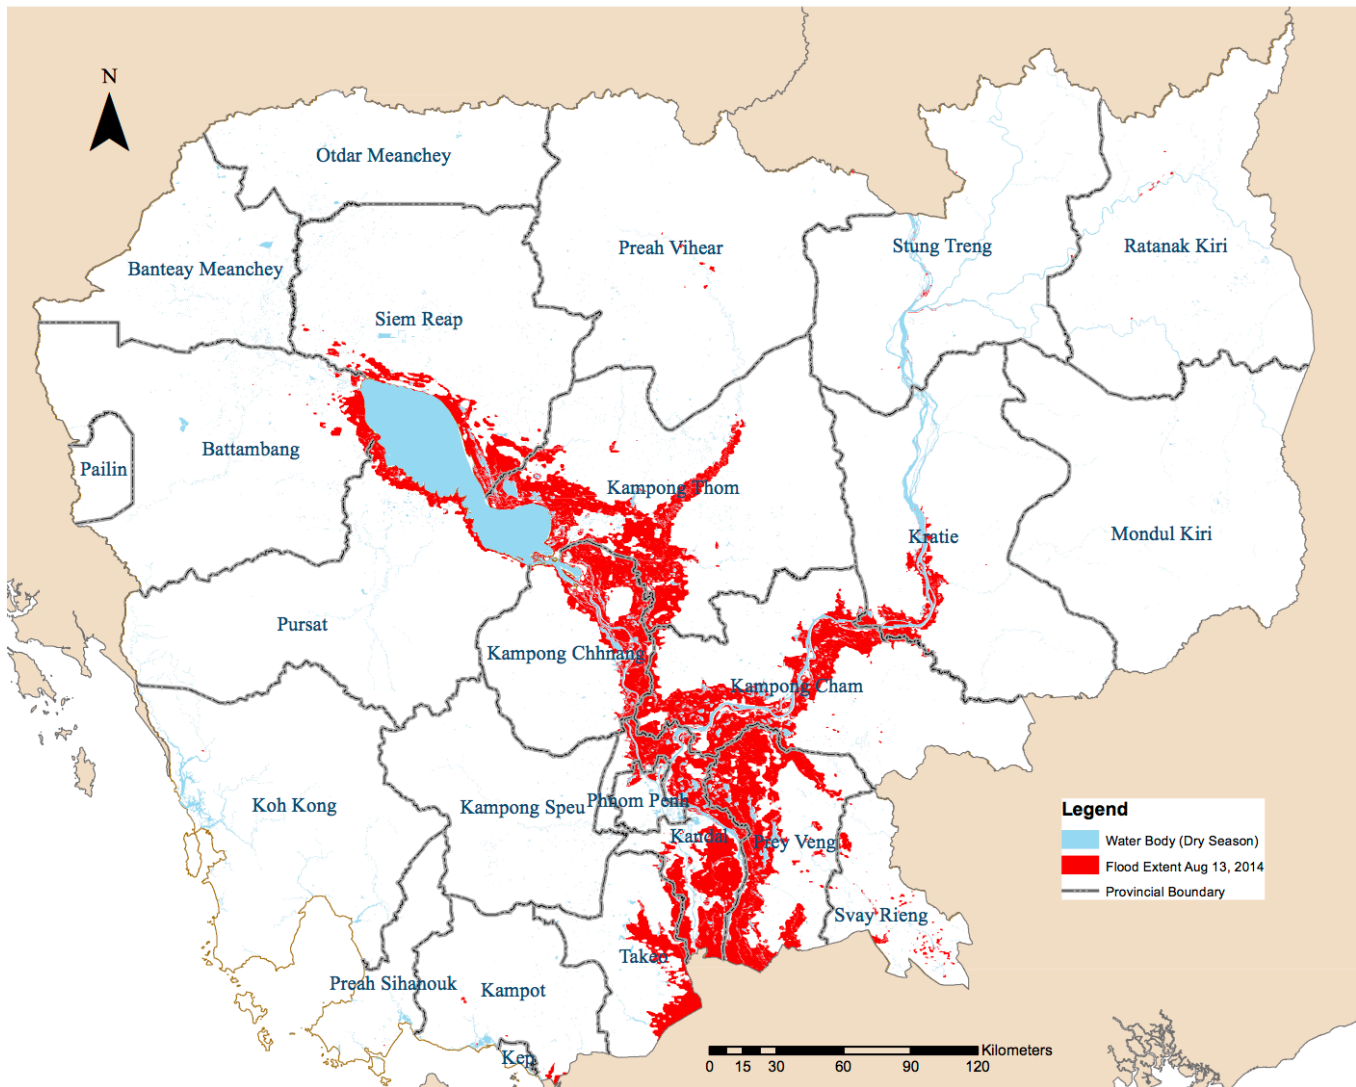 N
Otdar Meanchey
Preah Vihear
Stung Treng
Ratanak Kiri
Banteay Meanchey
Siem Reap
Battambang
Pailin
Kampong Thom
Kratie
Mondul Kiri
Pursat
Kampong Chhnang
Kampong Cham
Koh Kong
Kampong Speu
Phnom Penh
Kandal
Prey Veng
Svay Rieng
Takeo
Preah Sihanouk
Kampot
Kep
Legend
Water Body (Dry Season)
Flood Extent Aug 13, 2014
Provincial Boundary
Kilometers
0 15 30 60 90 120